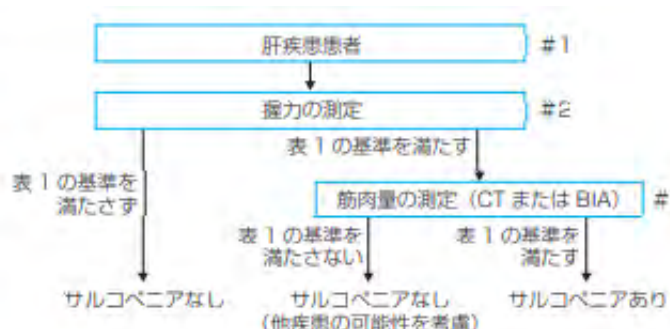 肝疾患患者 #1
握力の測定 #2
表1の基準を満たす
表1の基準を
満たさず
筋肉量の測定（CTまたはBIA） #
表1の基準を
満たさない
表1の基準を
満たす
サルコペニアなし
サルコペニアなし
（他疾患の可能性を考慮）
サルコペニアあり